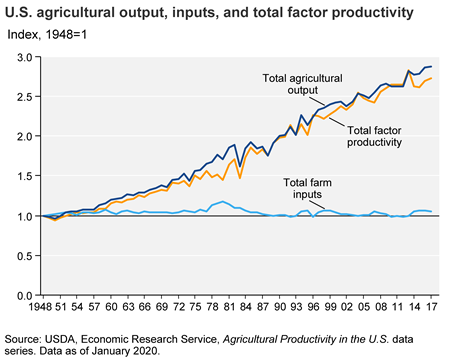 U.S. agricultural output, inputs, and total factor productivity
Index, 1948=1
3.0
2.5
2.0
1.5
1.0
0.5
0.0
Total agricultural
output
Total factor
productivity
Total farm
inputs
1948 51 54 57 60 63 66 69 72 75 78 81 84 87 90 93 96 99 02 05 08 11 14 17
Source: USDA, Economic Research Service, Agricultural Productivity in the U.S. data
series. Data as of January 2020.